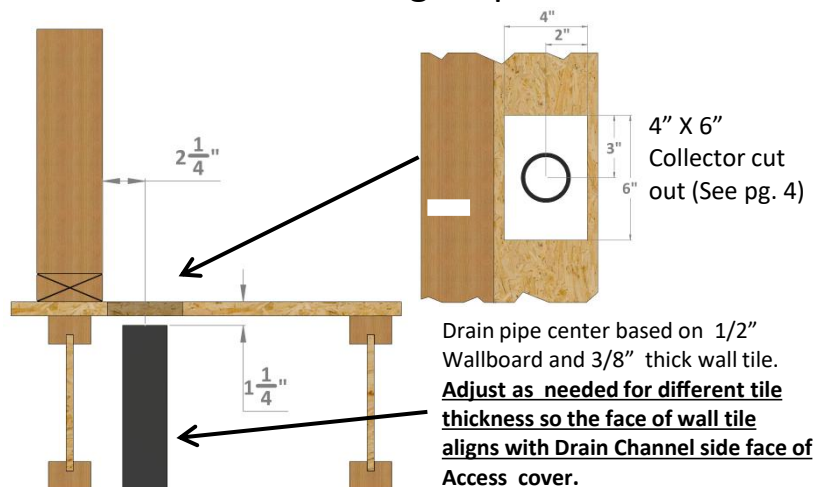 4"
2"
2 1/4"
3"
6"
4” X 6”
Collector cut
out (See pg. 4)
1 1/4"
Drain pipe center based on 1/2”
Wallboard and 3/8” thick wall tile.
Adjust as needed for different tile
thickness so the face of wall tile
aligns with Drain Channel side face of
Access cover.